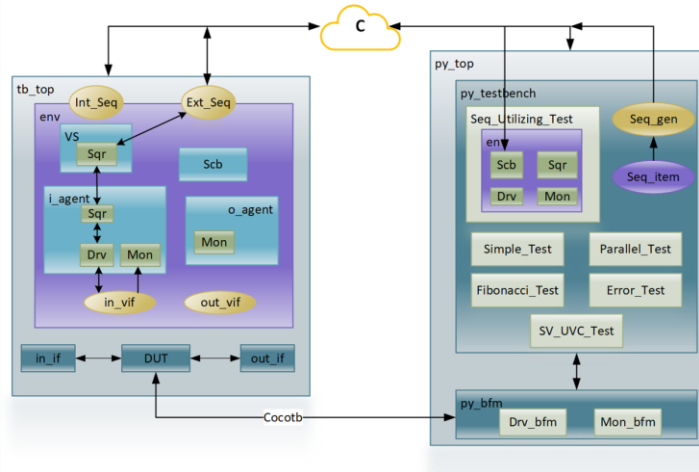 C
tb_top
Int_Seq
Ext_Seq
env
VS
Sqr
Scb
i_agent
Sqr
Drv
Mon
o_agent
Mon
in_vif
out_vif
in_if
DUT
out_if
Cocotb
py_top
py_testbench
Seq_Utilizing_Test
en
Scb
Sqr
Drv
Mon
Seq_gen
Seq_item
Simple_Test
Parallel_Test
Fibonacci_Test
Error_Test
SV_UVC_Test
py_bfm
Drv_bfm
Mon_bfm